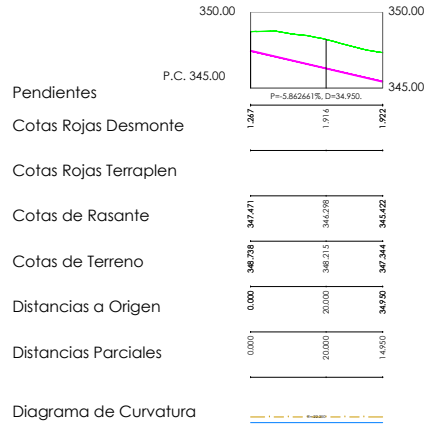 350.00 350.00
P.C. 345.00 345.00
Pendientes P=-5.862661%, D=34.950.
Cotas Rojas Desmonte 1.267 1.916 1.922
Cotas Rojas Terraplen
Cotas de Rasante 347.471 346.298 345.422
Cotas de Terreno 348.738 348.215 347.344
Distancias a Origen 0.000 20.000 34.950
Distancias Parciales 0.000 20.000 14.950
Diagrama de Curvatura